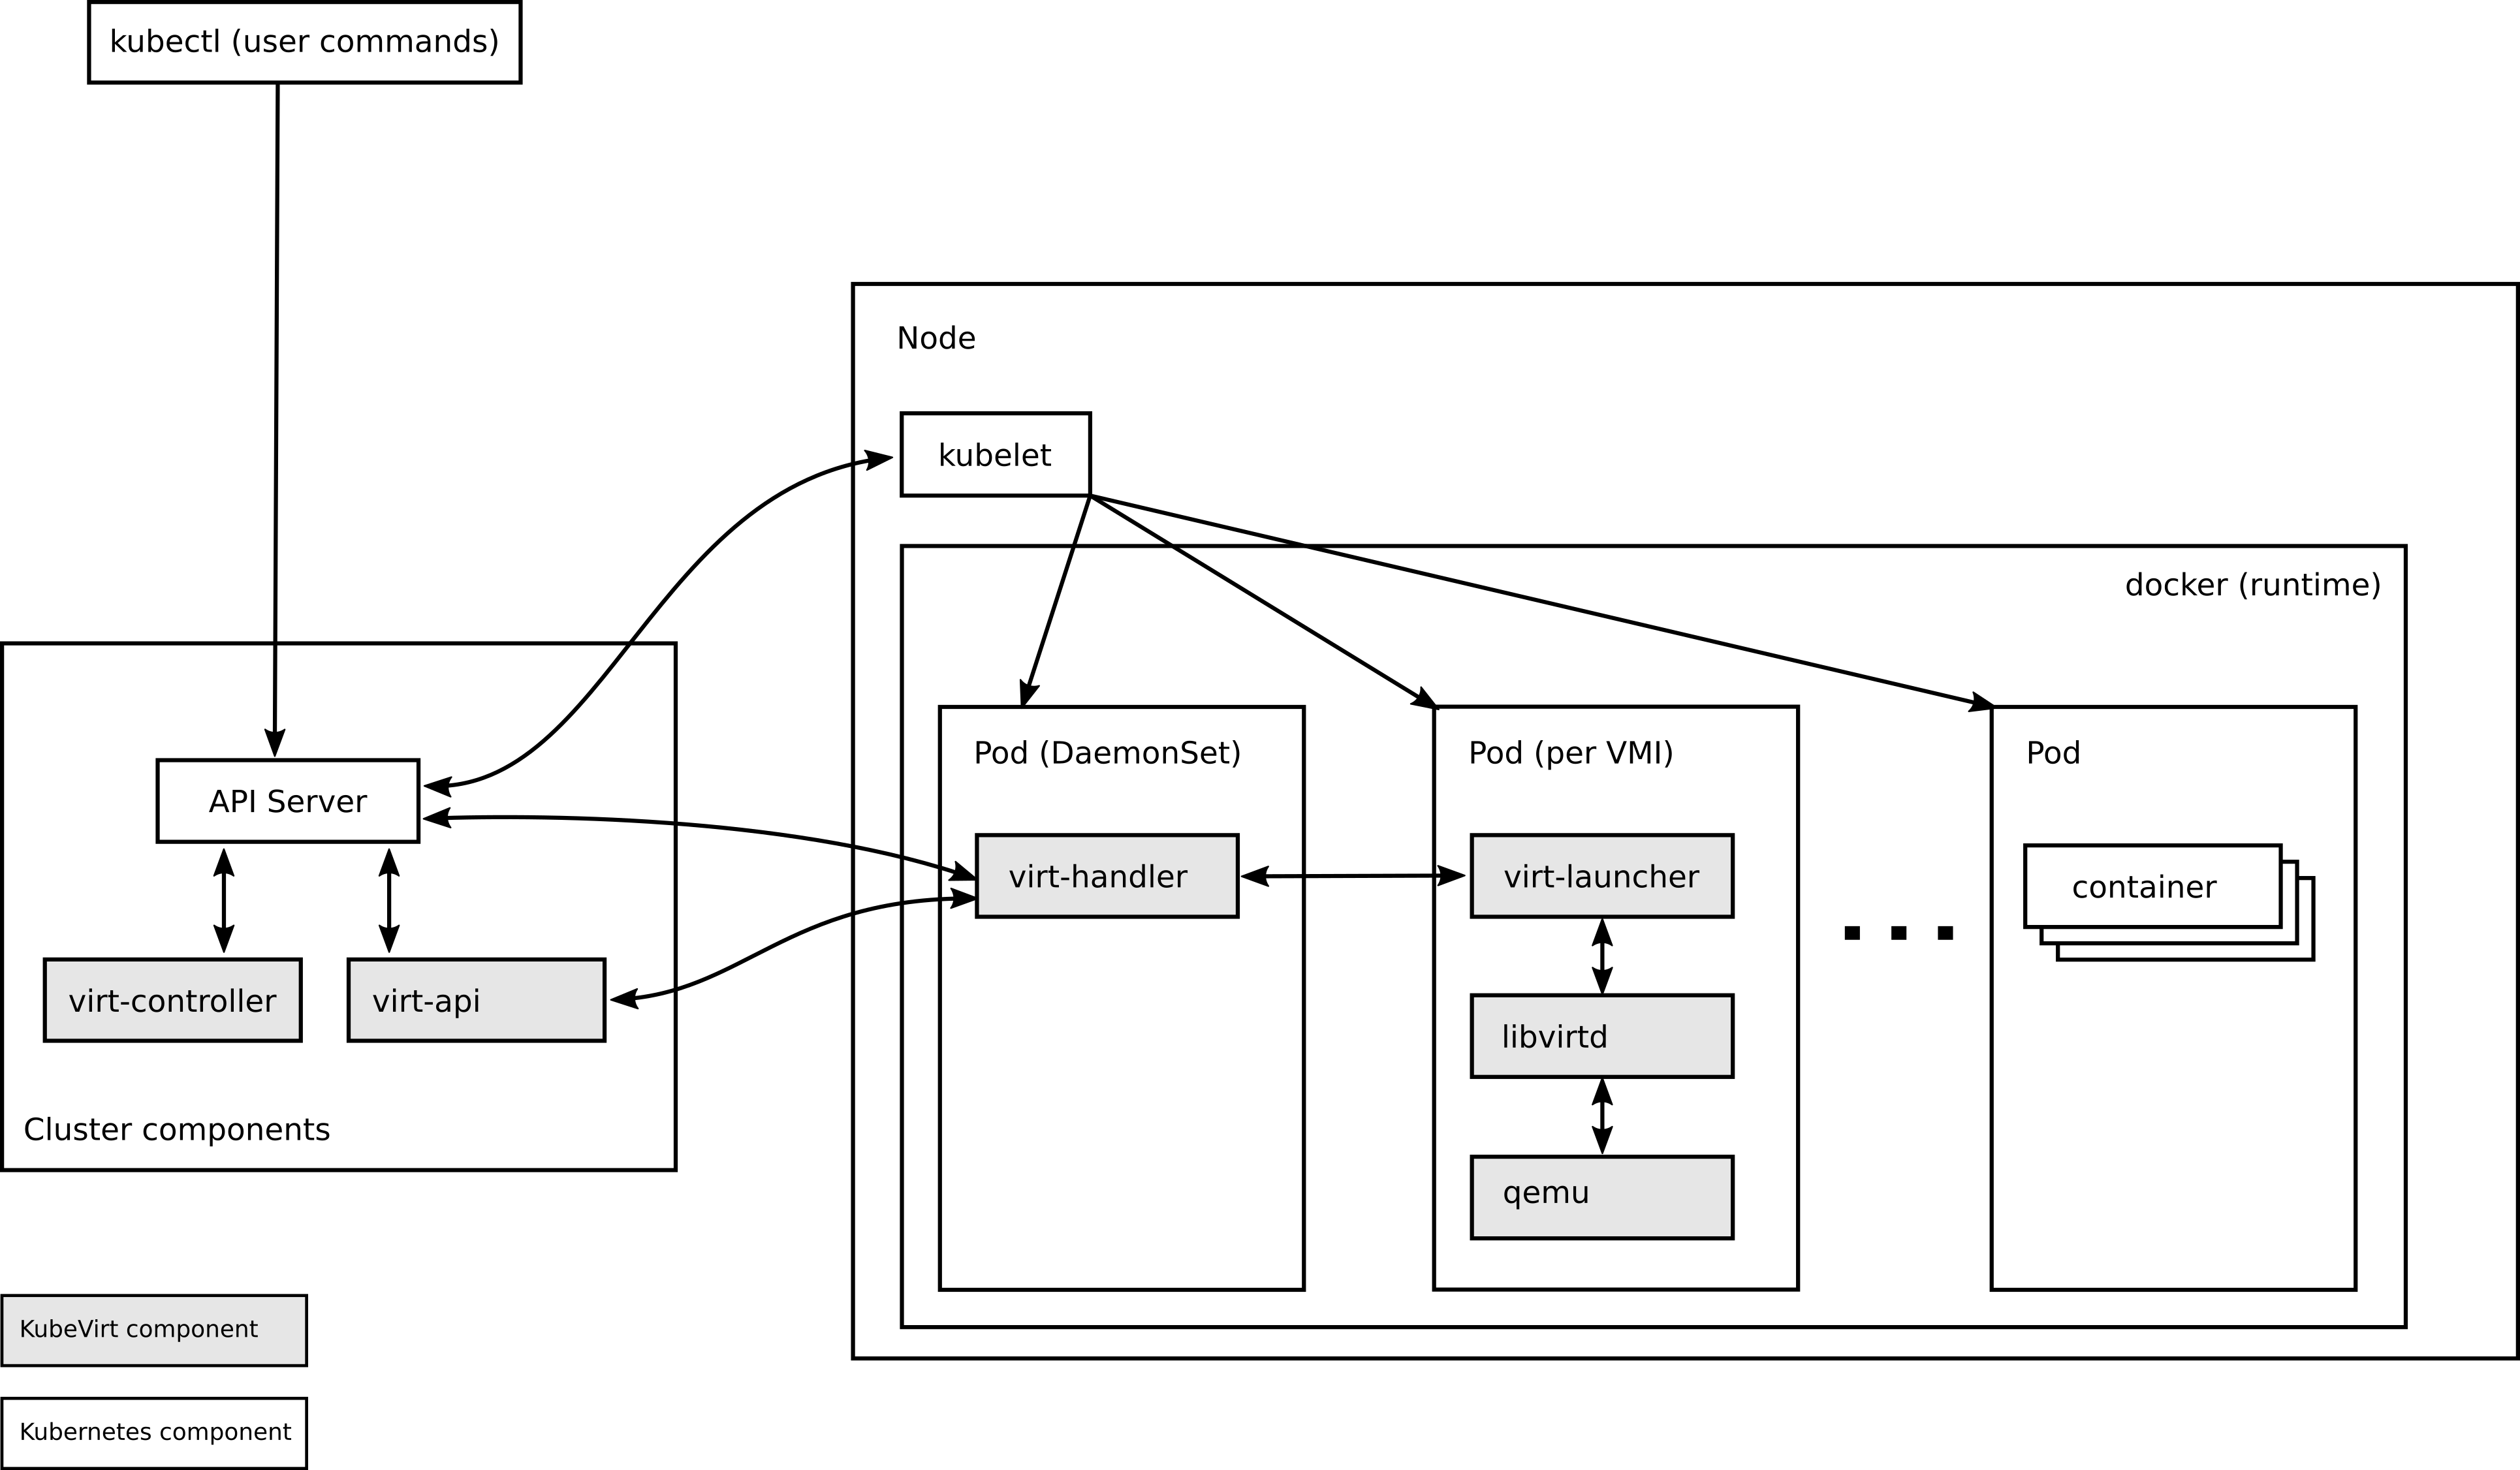 kubectl (user commands)
Node
kubelet
docker (runtime)
Pod (DaemonSet)
Pod (per VMI)
Pod
API Server
virt-handler
virt-launcher
container
virt-controller
virt-api
libvirtd
Cluster components
qemu
KubeVirt component
Kubernetes component